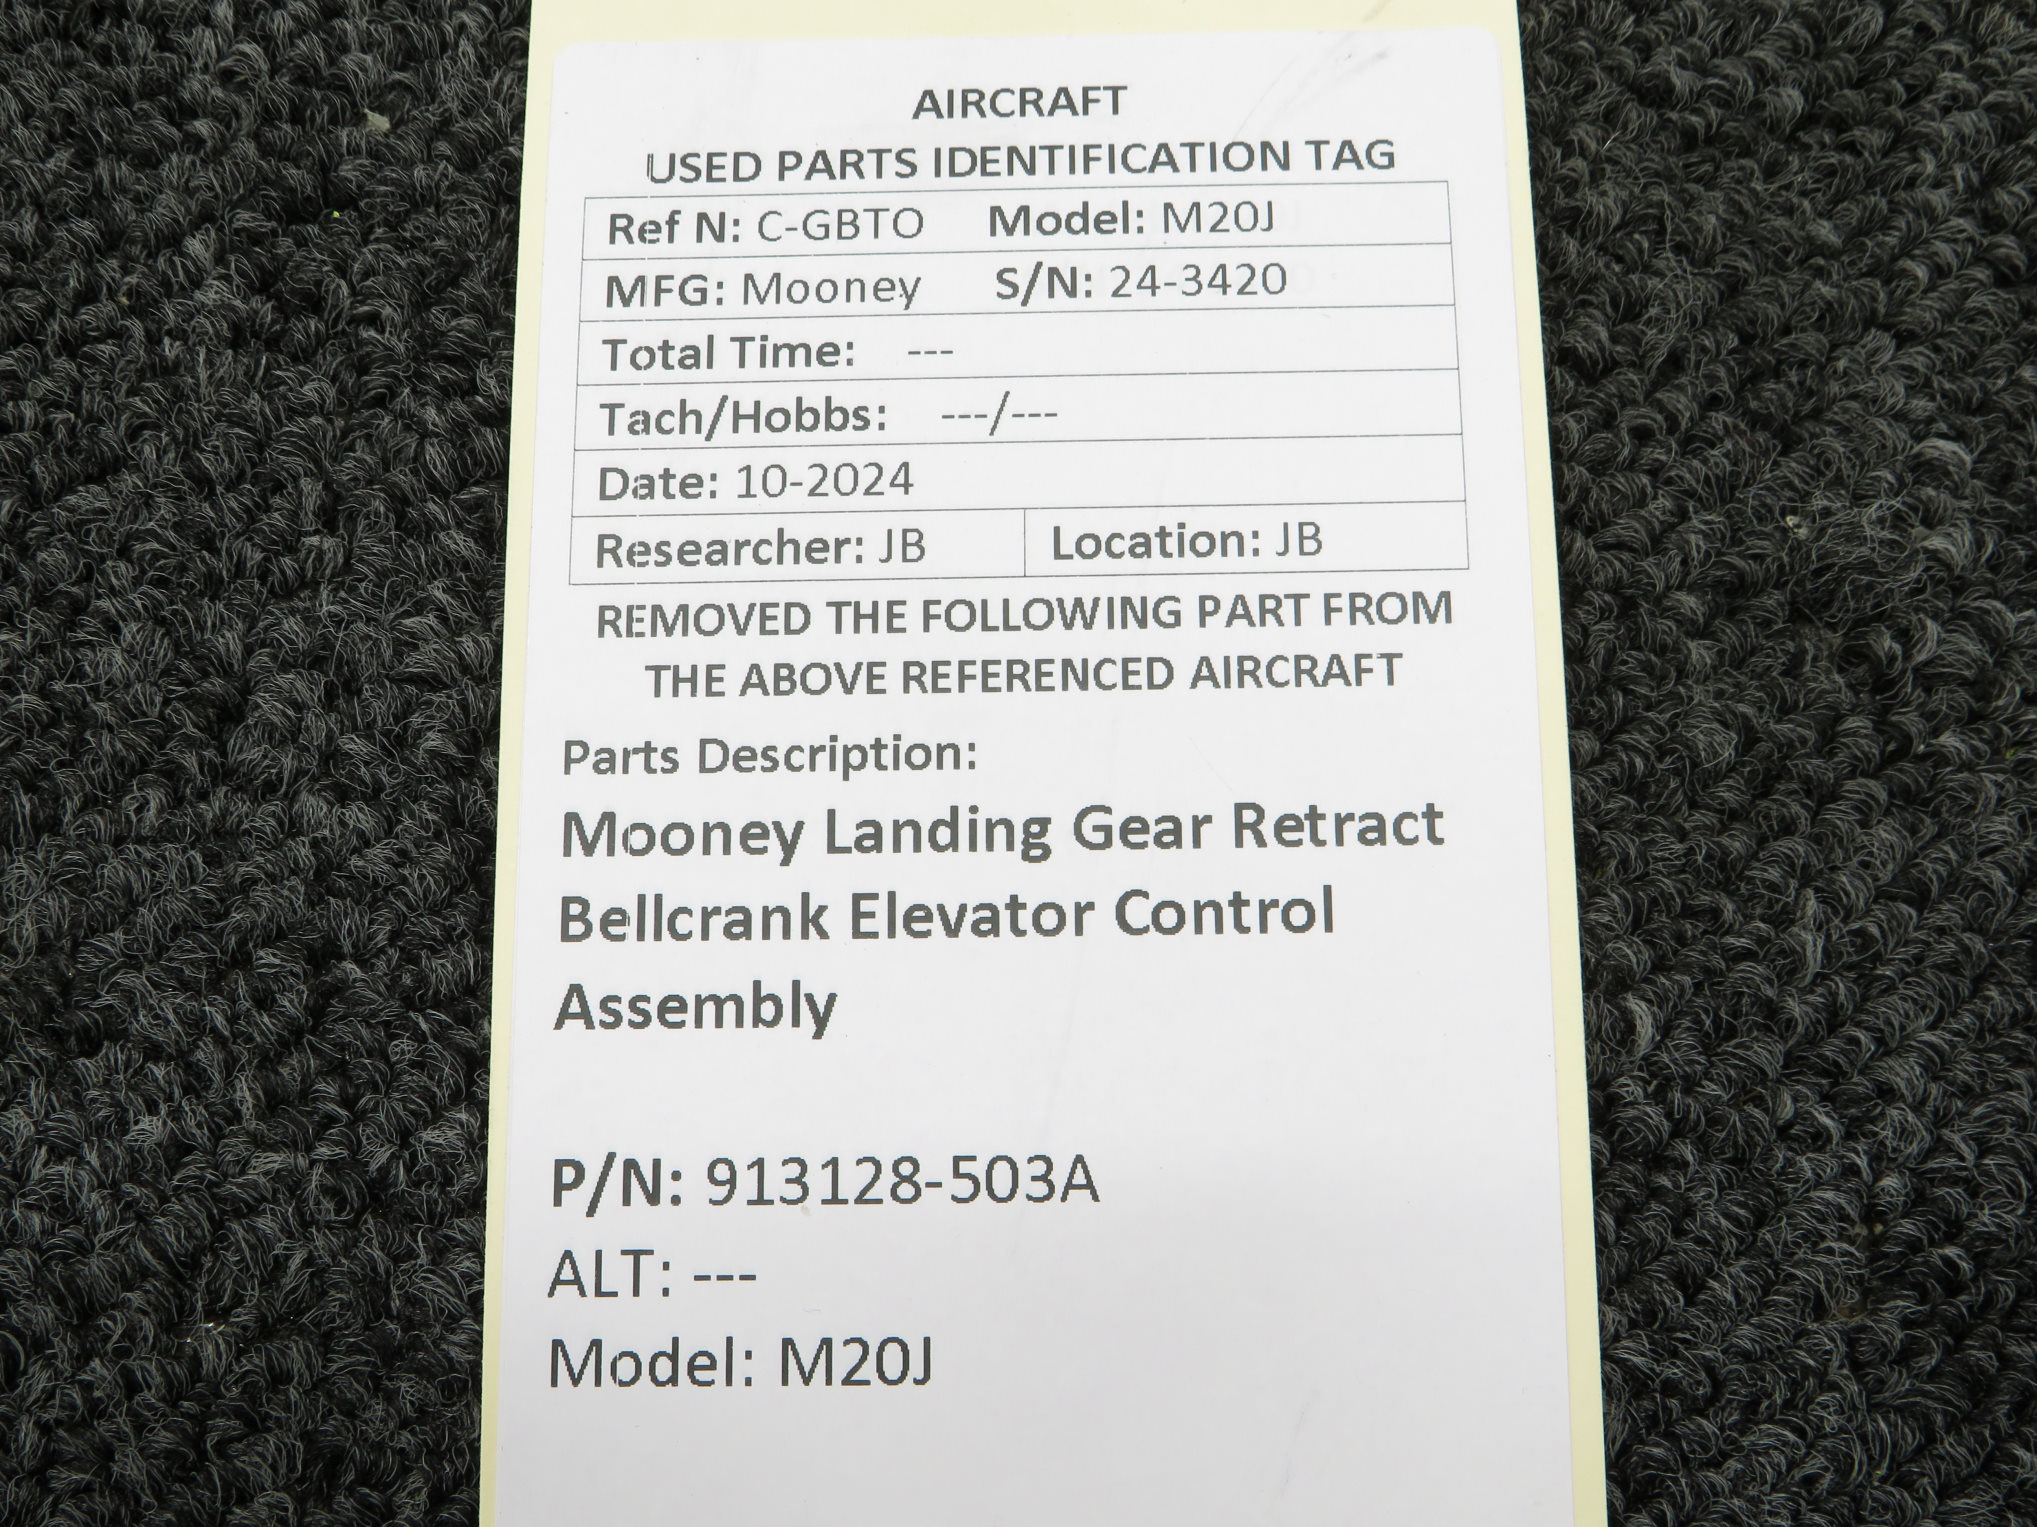 AIRCRAFT
USED PARTS IDENTIFICATION TAG
Ref N: C-GBTO Model: M20J
MFG: Mooney S/N: 24-3420
Total Time: ---
Tach/Hobbs: ---/---
Date: 10-2024
Researcher: JB Location: JB
REMOVED THE FOLLOWING PART FROM
THE ABOVE REFERENCED AIRCRAFT
Parts Description:
Mooney Landing Gear Retract
Bellcrank Elevator Control
Assembly
P/N: 913128-503A
ALT: ---
Model: M20J